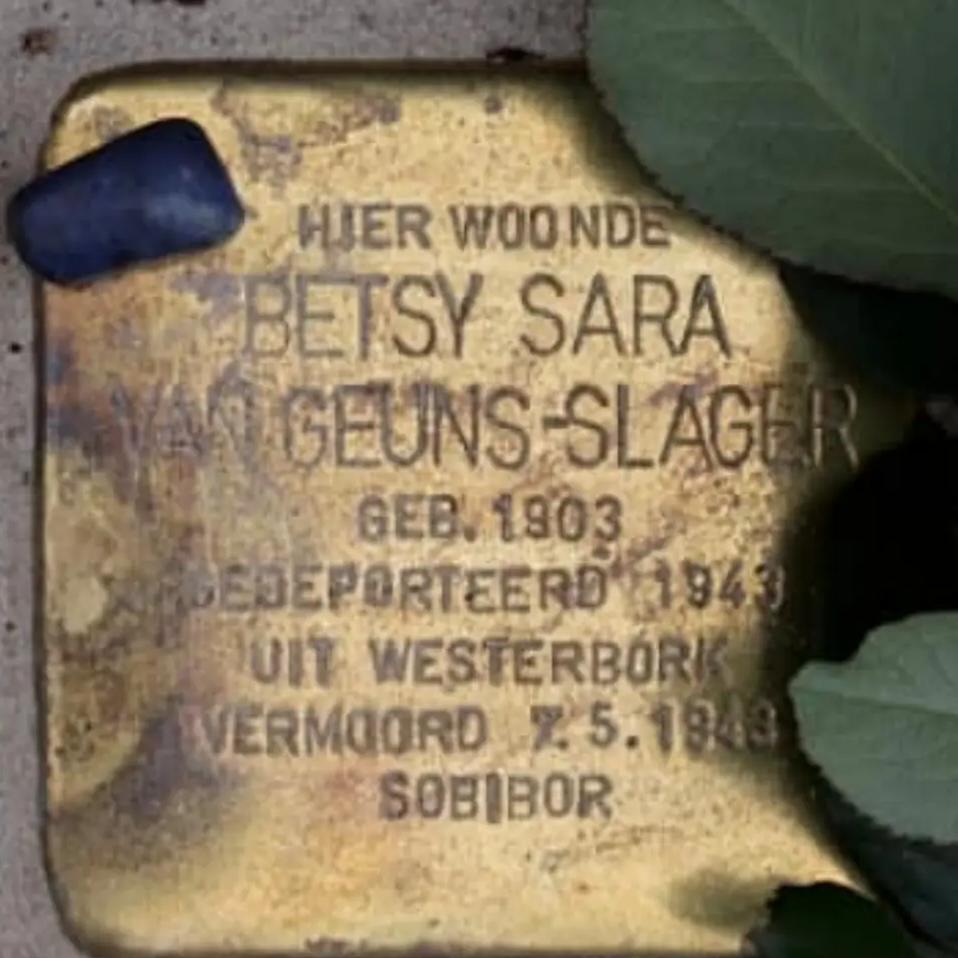 HIER WOONDE
BETSY SARA
VAN GEUNS-SLAGER
GEB. 1903
GEDEPORTEERD 1943
UIT WESTERBORK
VERMOORD 7.5.1943
SOBIBOR